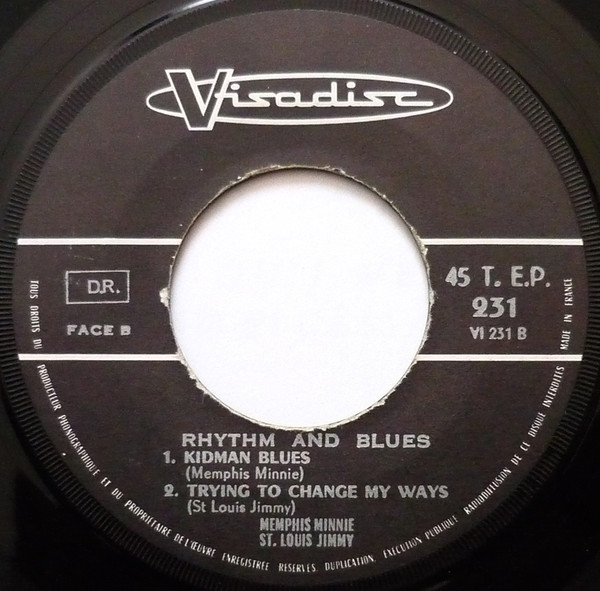 Visadisc
D.R.
FACE B
45 T. E.P.
231
VI 231 B
RHYTHM AND BLUES
1. KIDMAN BLUES
(Memphis Minnie)
2. TRYING TO CHANGE MY WAYS
(St Louis Jimmy)
MEMPHIS MINNIE
ST. LOUIS JIMMY
TOUS DROITS DU PRODUCTEUR PHONOGRAPHIQUE ET DU PROPRIETAIRE DE L'ŒUVRE ENREGISTREE RESERVES. DUPLICATION, EXECUTION PUBLIQUE RADIODIFFUSION DE CE DISQUE INTERDITES MADE IN FRANCE